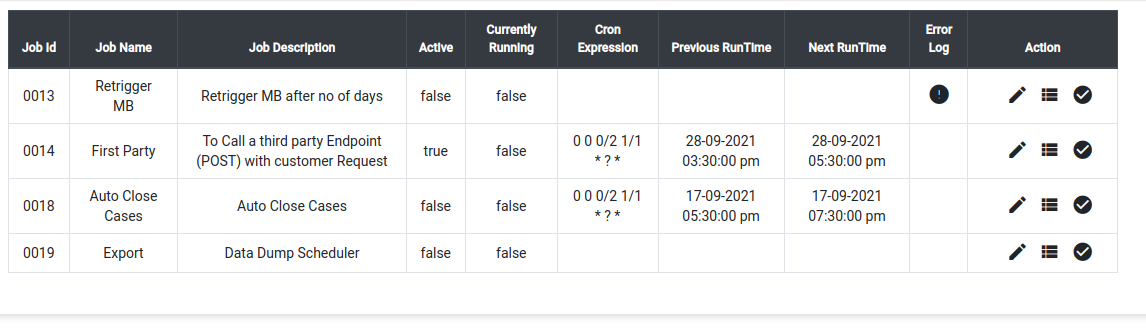 Job Id Job Name Job Description Active Currently Running Cron Expression Previous RunTIme Next RunTIme Error Log Action
0013 Retrigger MB Retrigger MB after no of days false false
0014 First Party To Call a third party Endpoint (POST) with customer Request true false 0 0 0/2 1/1 * ? * 28-09-2021 03:30:00 pm 28-09-2021 05:30:00 pm
0018 Auto Close Cases Auto Close Cases false false 0 0 0/2 1/1 * ? * 17-09-2021 05:30:00 pm 17-09-2021 07:30:00 pm
0019 Export Data Dump Scheduler false false